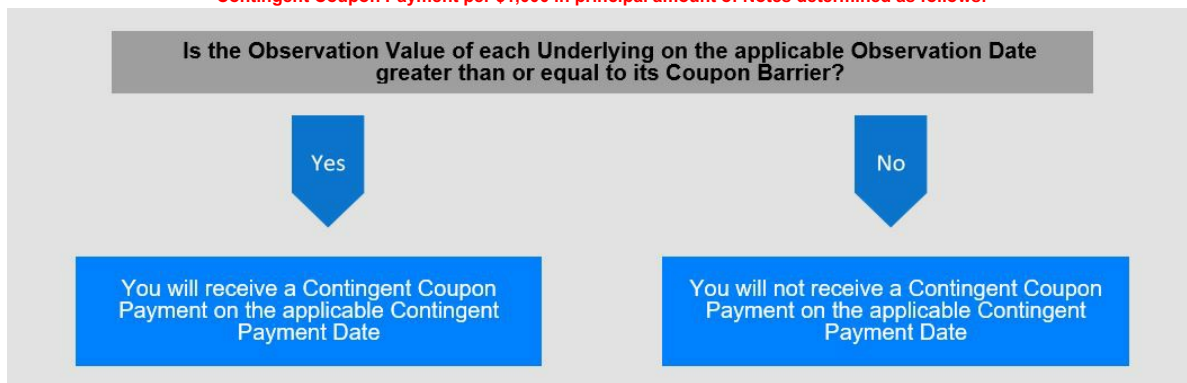 Contingent Coupon Payment per $1,000 in principal amount of Notes determined as follows:
Is the Observation Value of each Underlying on the applicable Observation Date
greater than or equal to its Coupon Barrier?
Yes
No
You will receive a Contingent Coupon
Payment on the applicable Contingent
Payment Date
You will not receive a Contingent Coupon
Payment on the applicable Contingent
Payment Date